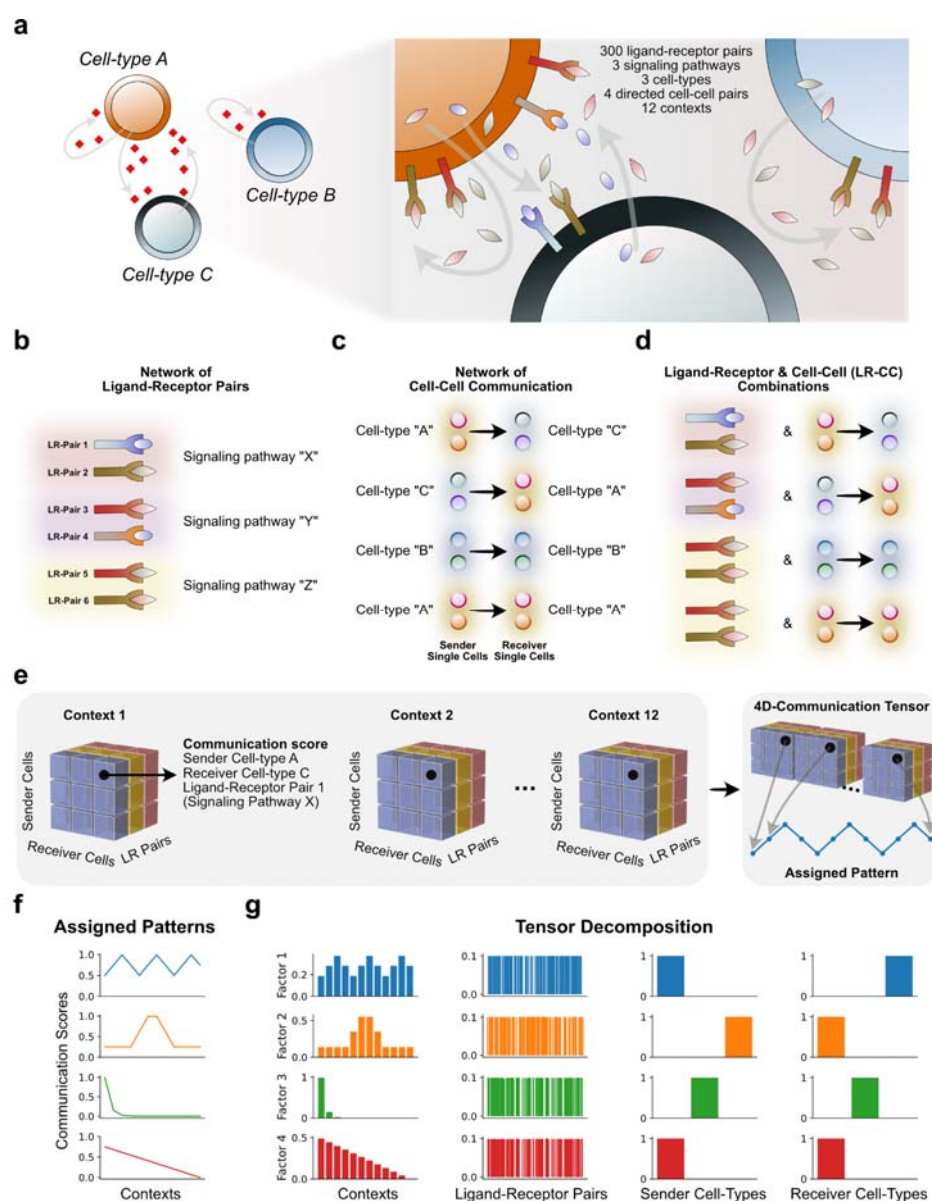 a
Cell-type A
Cell-type B
Cell-type C
300 ligand-receptor pairs
3 signaling pathways
3 cell-types
4 directed cell-cell pairs
12 contexts
b
Network of
Ligand-Receptor Pairs
LR-Pair 1
LR-Pair 2
Signaling pathway "X"
LR-Pair 3
LR-Pair 4
Signaling pathway "Y"
LR-Pair 5
LR-Pair 6
Signaling pathway "Z"
c
Network of
Cell-Cell Communication
Cell-type "A" Cell-type "C"
Cell-type "C" Cell-type "A"
Cell-type "B" Cell-type "B"
Cell-type "A" Cell-type "A"
Sender Receiver
Single Cells Single Cells
d
Ligand-Receptor & Cell-Cell (LR-CC)
Combinations
&
&
&
&
e
Context 1
Sender Cells
Receiver Cells LR Pairs
Communication score
Sender Cell-type A
Receiver Cell-type C
Ligand-Receptor Pair 1
(Signaling Pathway X)
Context 2
Sender Cells
Receiver Cells LR Pairs
...
Context 12
Sender Cells
Receiver Cells LR Pairs
4D-Communication Tensor
...
Assigned Pattern
f
Assigned Patterns
Communication Scores
1.0
0.5
0.0
1.0
0.5
0.0
1.0
0.5
0.0
1.0
0.5
0.0
Contexts
g
Tensor Decomposition
Factor 1
0.2
0.0
0.1
0.0
1
0
1
0
Factor 2
0.5
0.0
0.1
0.0
1
0
1
0
Factor 3
1
0
0.1
0.0
1
0
1
0
Factor 4
0.5
0.0
0.1
0.0
1
0
1
0
Contexts Ligand-Receptor Pairs Sender Cell-Types Receiver Cell-Types